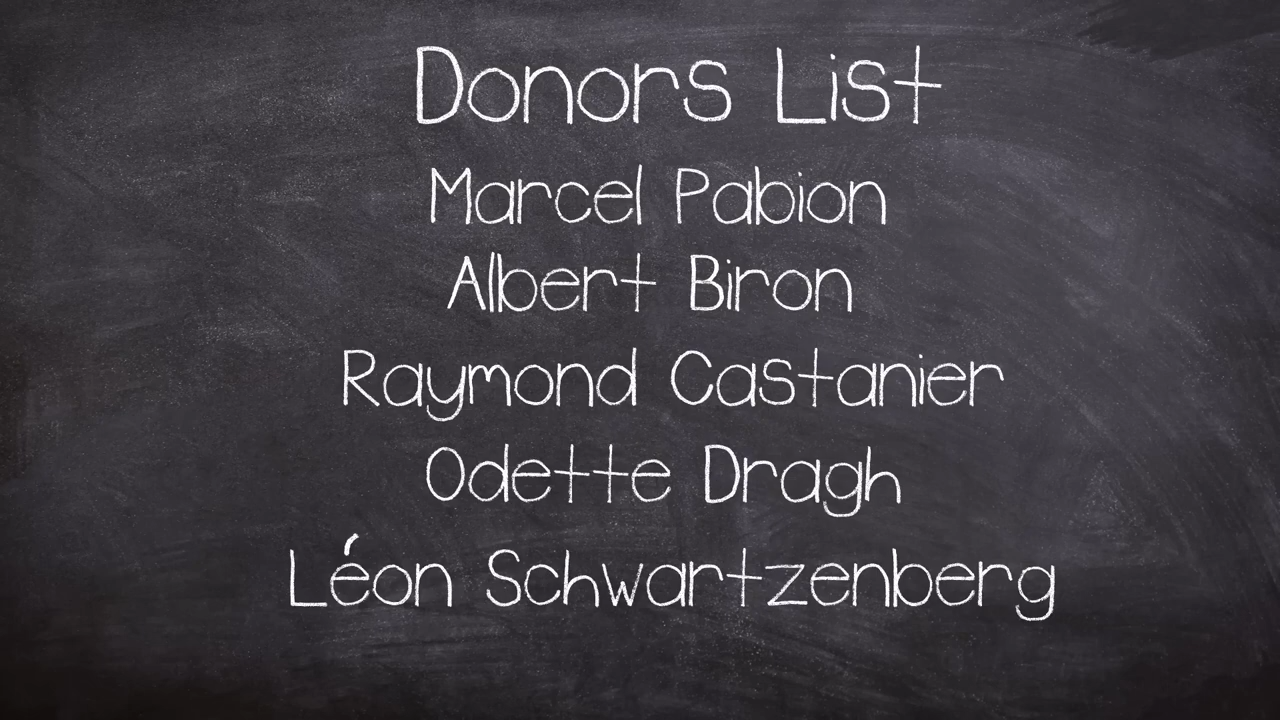 Donors List
Marcel Pabion
Albert Biron
Raymond Castanier
Odette Dragh
Léon Schwartzenberg